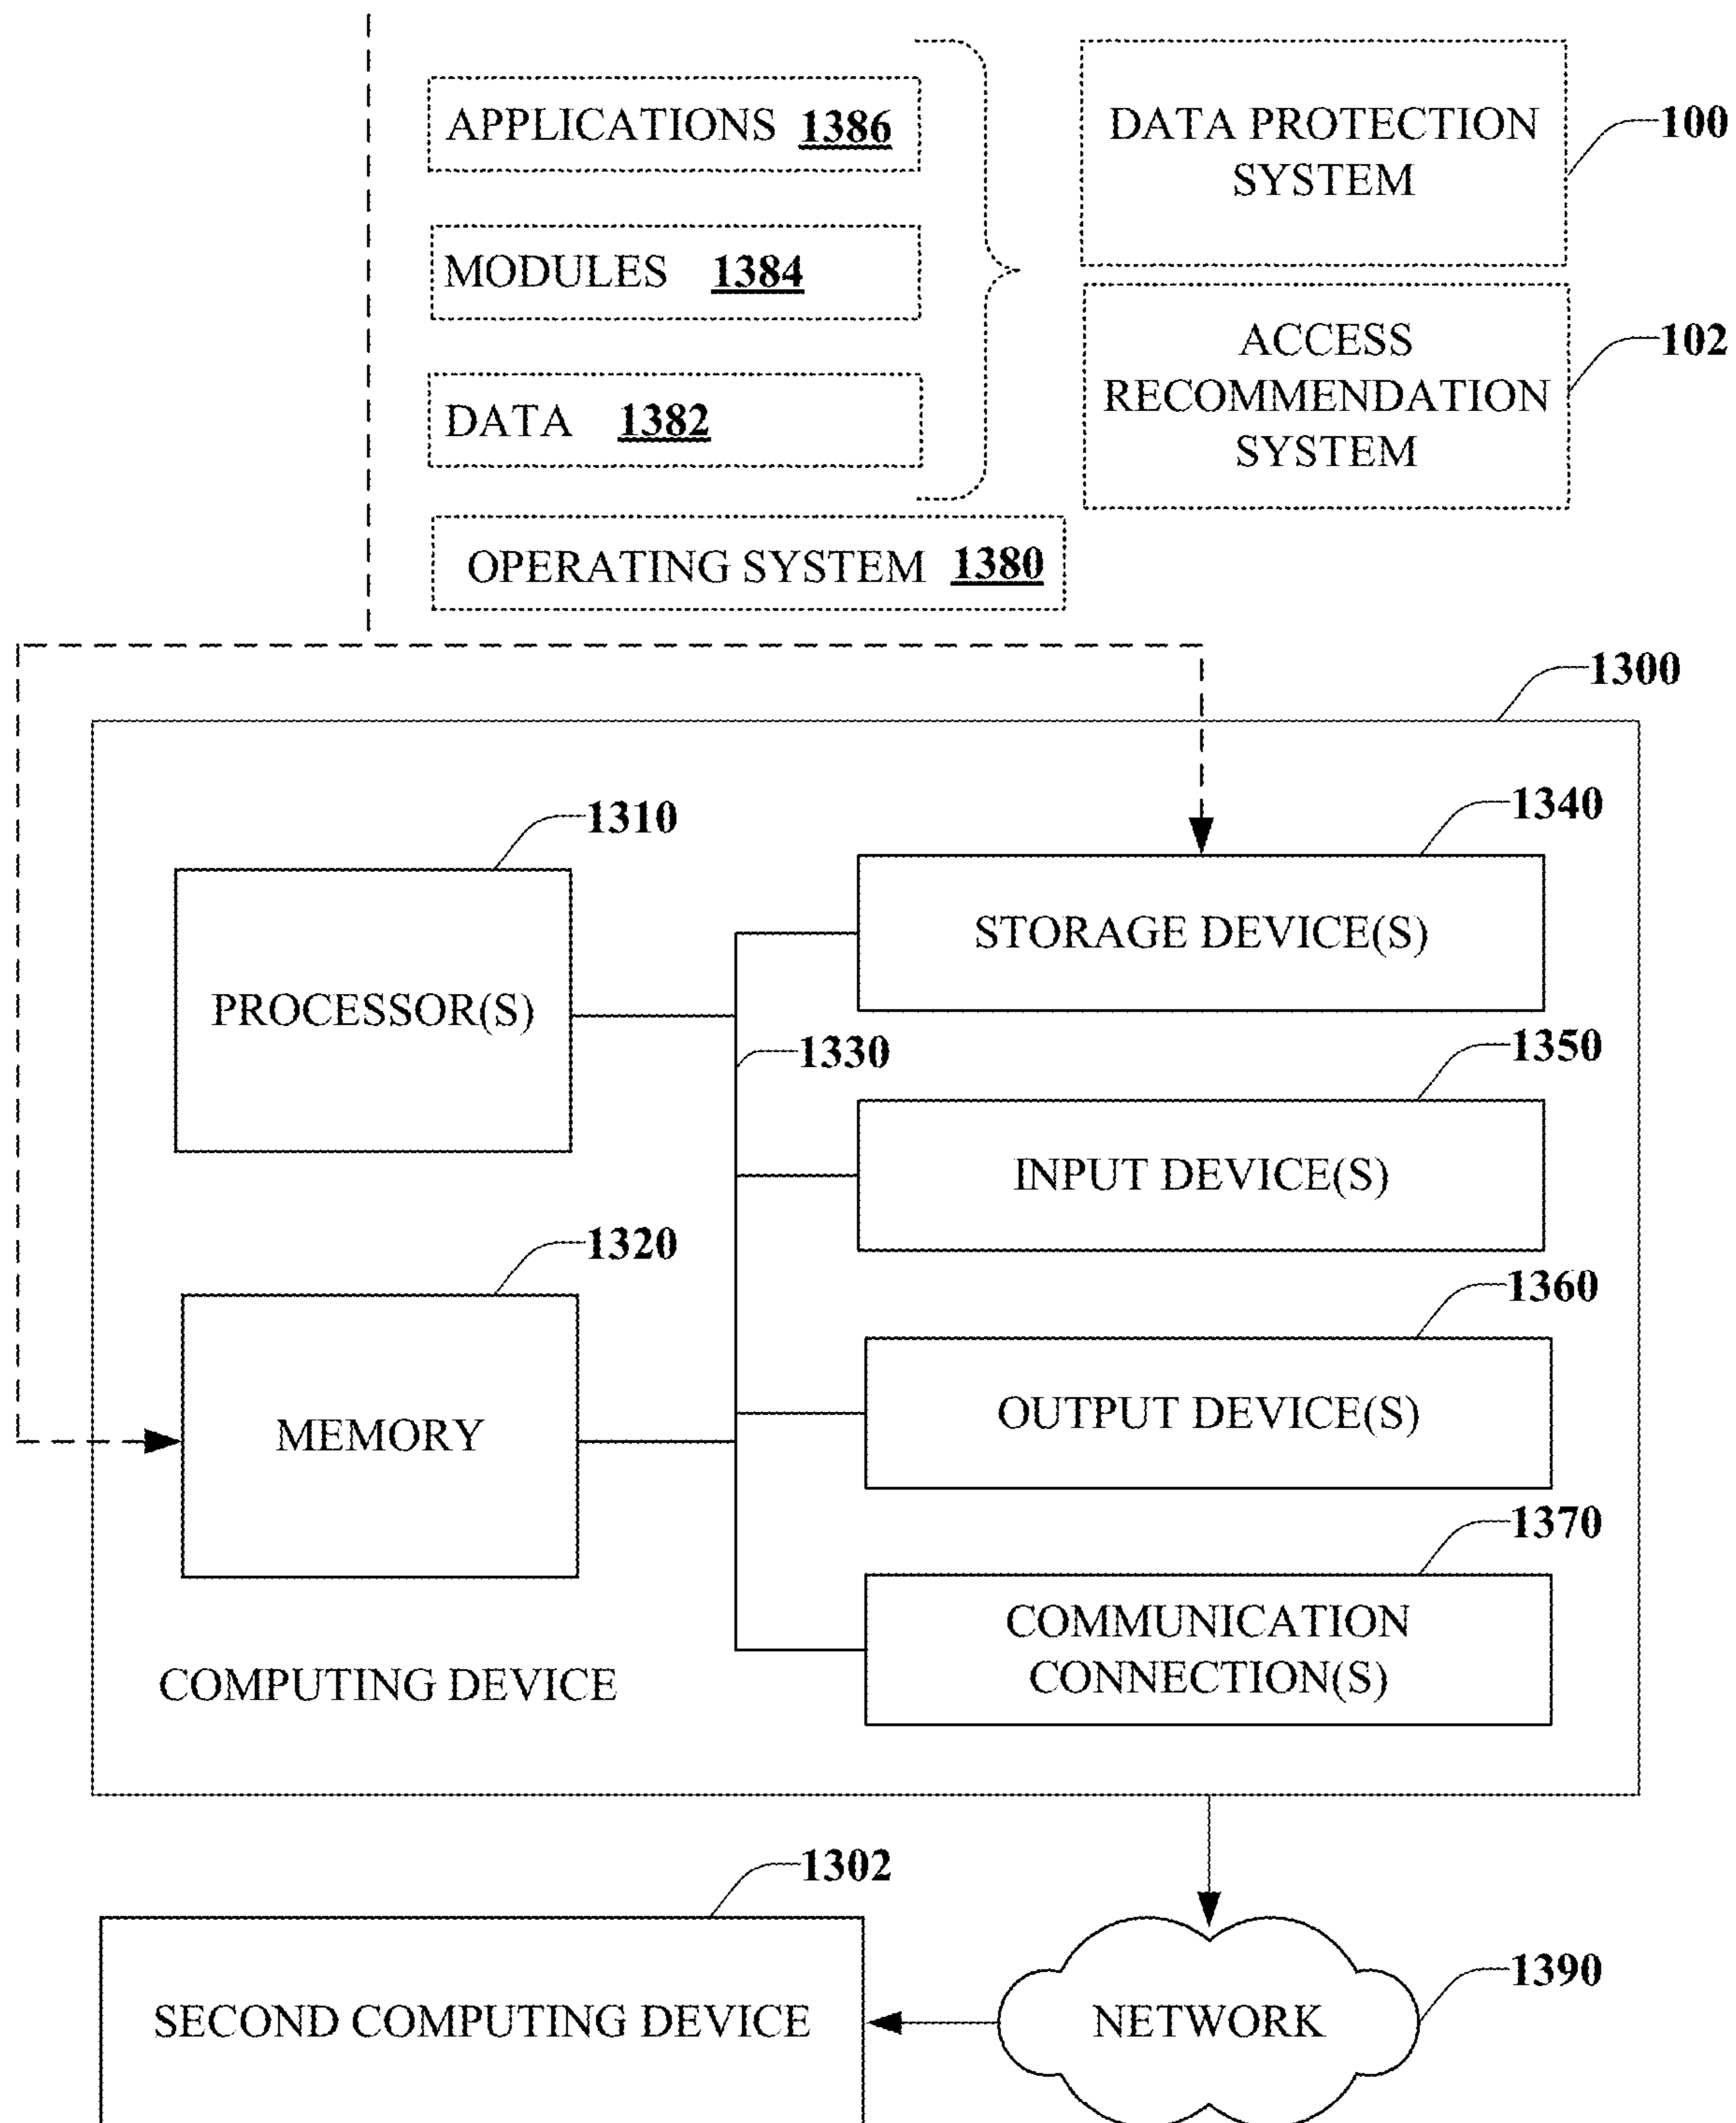 APPLICATIONS 1386
MODULES 1384
DATA 1382
OPERATING SYSTEM 1380
DATA PROTECTION
SYSTEM
100
ACCESS
RECOMMENDATION
SYSTEM
102
1300
1310
PROCESSOR(S)
1340
STORAGE DEVICE(S)
1330
1350
INPUT DEVICE(S)
1320
MEMORY
1360
OUTPUT DEVICE(S)
1370
COMMUNICATION
CONNECTION(S)
COMPUTING DEVICE
1302
SECOND COMPUTING DEVICE
NETWORK
1390